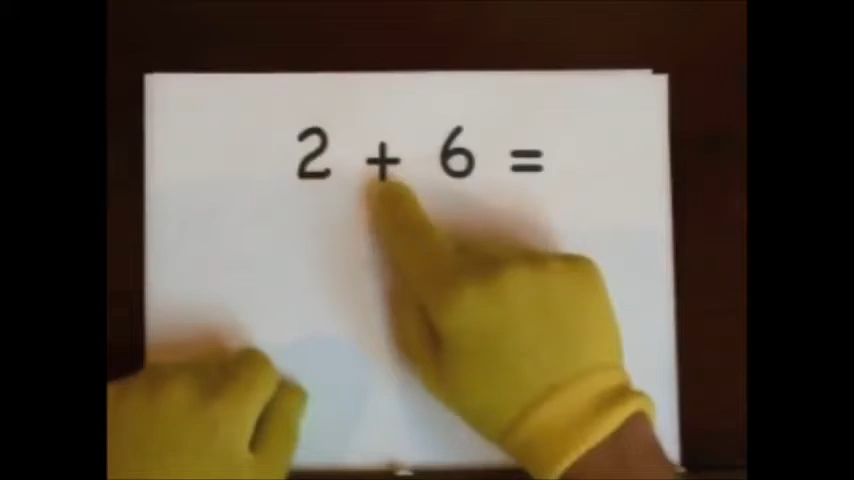 2 + 6 =